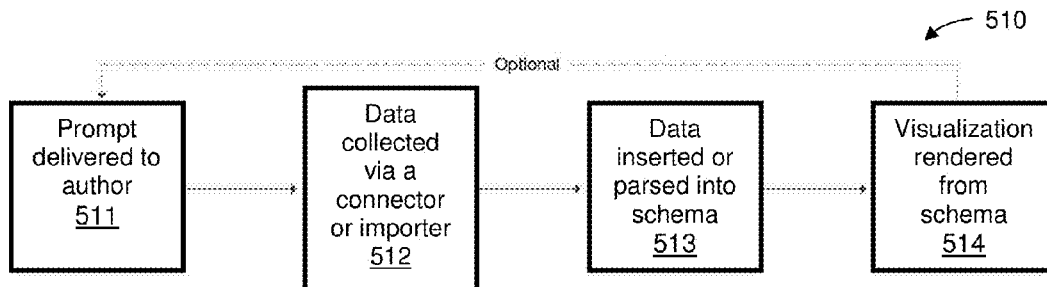 510
Optional
Prompt
delivered to
author
511
Data
collected
via a
connector
or importer
512
Data
inserted or
parsed into
schema
513
Visualization
rendered
from
schema
514